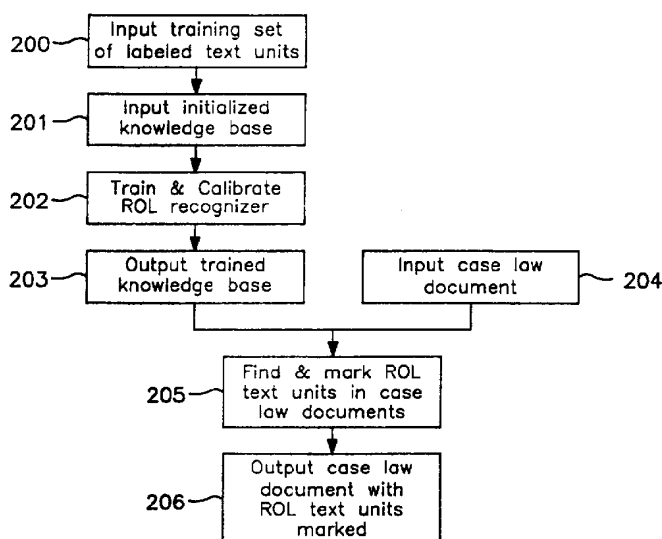 200
Input training set
of labeled text units
201
Input initialized
knowledge base
202
Train & Calibrate
ROL recognizer
203
Output trained
knowledge base
Input case law
document
204
205
Find & mark ROL
text units in case
law documents
206
Output case law
document with
ROL text units
marked